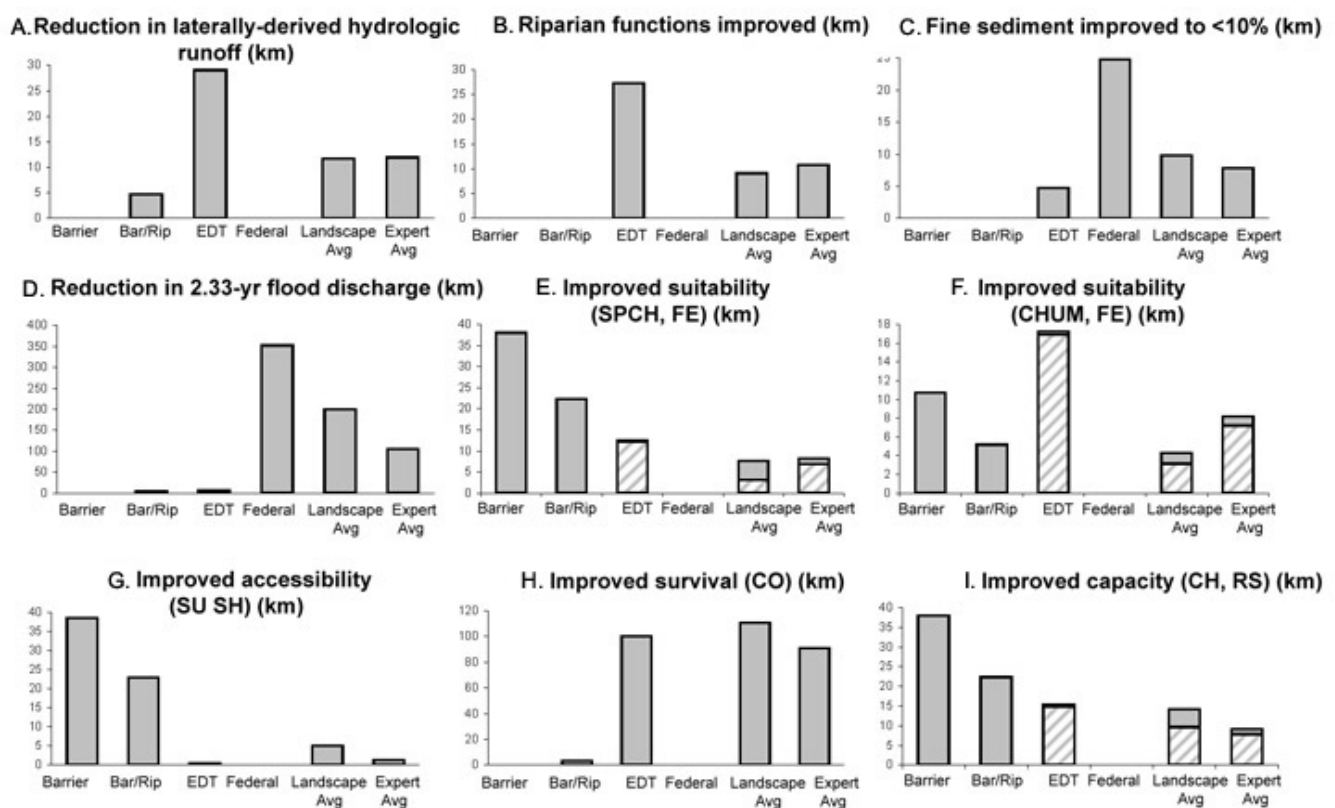 A. Reduction in laterally-derived hydrologic
runoff (km)
30
25
20
15
10
5
0
Barrier Bar/Rip EDT Federal Landscape Expert
Avg Avg
B. Riparian functions improved (km)
30
25
20
15
10
5
0
Barrier Bar/Rip EDT Federal Landscape Expert
Avg Avg
C. Fine sediment improved to <10% (km)
25
20
15
10
5
0
Barrier Bar/Rip EDT Federal Landscape Expert
Avg Avg
D. Reduction in 2.33-yr flood discharge (km)
400
350
300
250
200
150
100
50
0
Barrier Bar/Rip EDT Federal Landscape Expert
Avg Avg
E. Improved suitability
(SPCH, FE) (km)
40
35
30
25
20
15
10
5
0
Barrier Bar/Rip EDT Federal Landscape Expert
Avg Avg
F. Improved suitability
(CHUM, FE) (km)
18
16
14
12
10
8
6
4
2
0
Barrier Bar/Rip EDT Federal Landscape Expert
Avg Avg
G. Improved accessibility
(SU SH) (km)
40
35
30
25
20
15
10
5
0
Barrier Bar/Rip EDT Federal Landscape Expert
Avg Avg
H. Improved survival (CO) (km)
120
100
80
60
40
20
0
Barrier Bar/Rip EDT Federal Landscape Expert
Avg Avg
I. Improved capacity (CH, RS) (km)
40
35
30
25
20
15
10
5
0
Barrier Bar/Rip EDT Federal Landscape Expert
Avg Avg